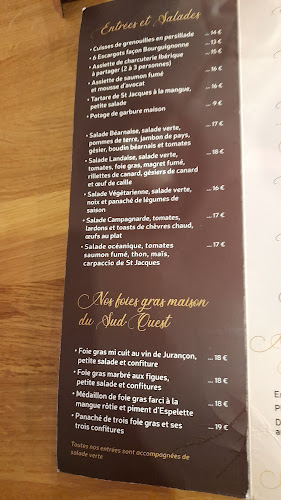 Entrées et Salades
• Cuisses de grenouilles en persillade ... 14 €
• 6 Escargots façon Bourguignonne ... 13 €
• Assiette de charcuterie Ibérique ... 15 €
à partager (2 à 3 personnes)
• Assiette de saumon fumé ... 16 €
et mousse d'avocat
• Tartare de St Jacques à la mangue, ... 16 €
petite salade
• Potage de garbure maison ... 9 €
• Salade Béarnaise, salade verte, ... 17 €
pommes de terre, jambon de pays,
gésier, boudin béarnais et tomates
• Salade Landaise, salade verte, ... 18 €
tomates, foie gras, magret fumé,
rillettes de canard, gésiers de canard
et œuf de caille
• Salade Végétarienne, salade verte, ... 16 €
noix et panaché de légumes de
saison
• Salade Campagnarde, tomates, ... 17 €
lardons et toasts de chèvres chaud,
œufs au plat
• Salade océanique, tomates ... 17 €
saumon fumé, thon, maïs,
carpaccio de St Jacques
Nos foies gras maison
du Sud-Ouest
• Foie gras mi cuit au vin de Jurançon, ... 18 €
petite salade et confiture
• Foie gras marbré aux figues, ... 18 €
petite salade et confitures
• Médaillon de foie gras farci à la ... 18 €
mangue rôtie et piment d'Espelette
• Panaché de trois foie gras et ses ... 19 €
trois confitures
Toutes nos entrées sont accompagnées de
salade verte